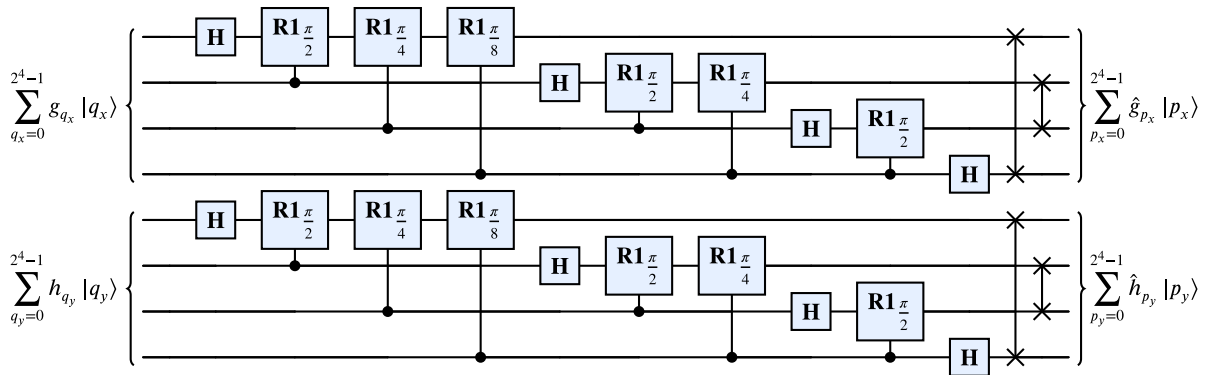 H R1 π/2 R1 π/4 R1 π/8
H R1 π/2 R1 π/4
∑_{q_x=0}^{2^4−1} g_{q_x} |q_x⟩ ∑_{p_x=0}^{2^4−1} ĝ_{p_x} |p_x⟩
H R1 π/2
H
H R1 π/2 R1 π/4 R1 π/8
H R1 π/2 R1 π/4
∑_{q_y=0}^{2^4−1} h_{q_y} |q_y⟩ ∑_{p_y=0}^{2^4−1} ĥ_{p_y} |p_y⟩
H R1 π/2
H